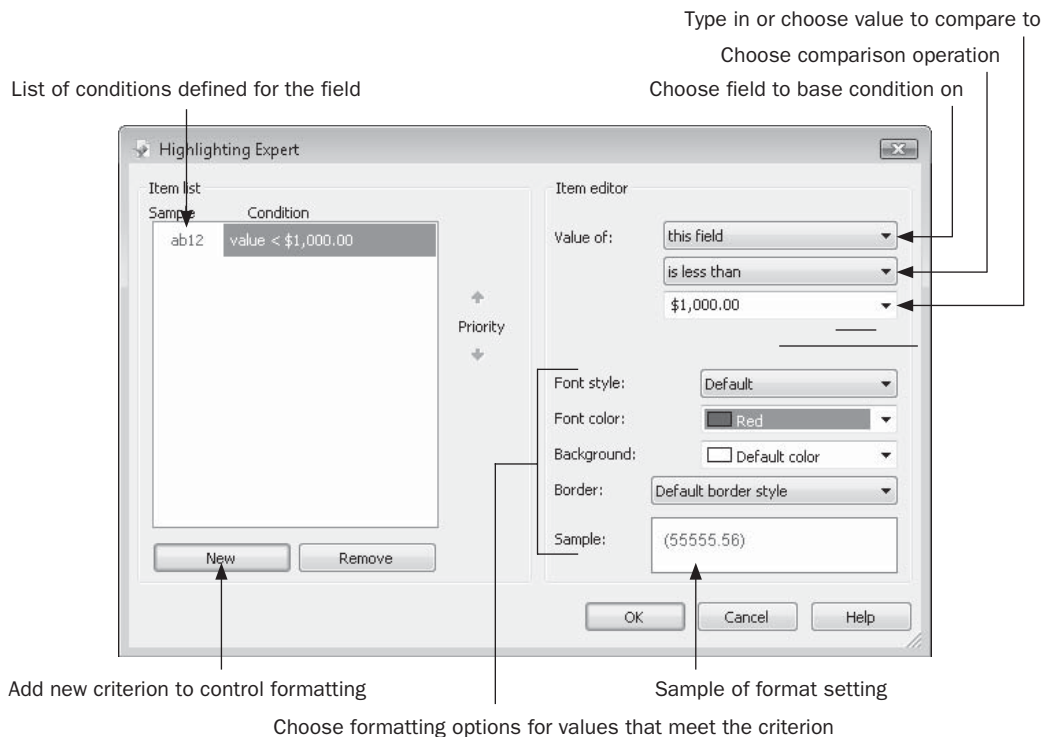 Type in or choose value to compare to
Choose comparison operation
List of conditions defined for the field
Choose field to base condition on
Highlighting Expert
Item list
Item editor
Sample Condition
ab12 value < $1,000.00
Value of: this field
is less than
$1,000.00
Priority
Font style: Default
Font color: Red
Background: Default color
Border: Default border style
Sample: (55555.56)
New Remove
OK Cancel Help
Add new criterion to control formatting
Sample of format setting
Choose formatting options for values that meet the criterion